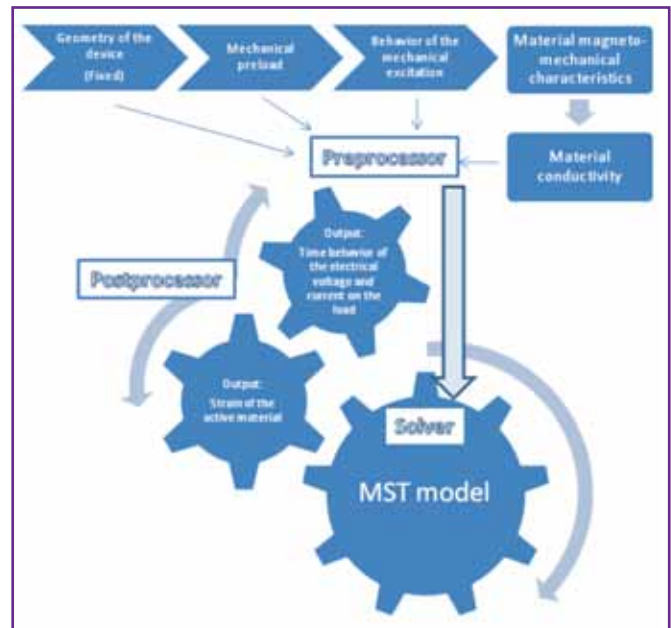 Geometry of the
device
(Fixed)
Mechanical
preload
Behavior of the
mechanical
excitation
Material magneto-
mechanical
characteristics
Preprocessor
Material
conductivity
Output:
Time behavior of
the electrical
voltage and
current on the
load
Postprocessor
Output:
Strain of the
active material
Solver
MST model